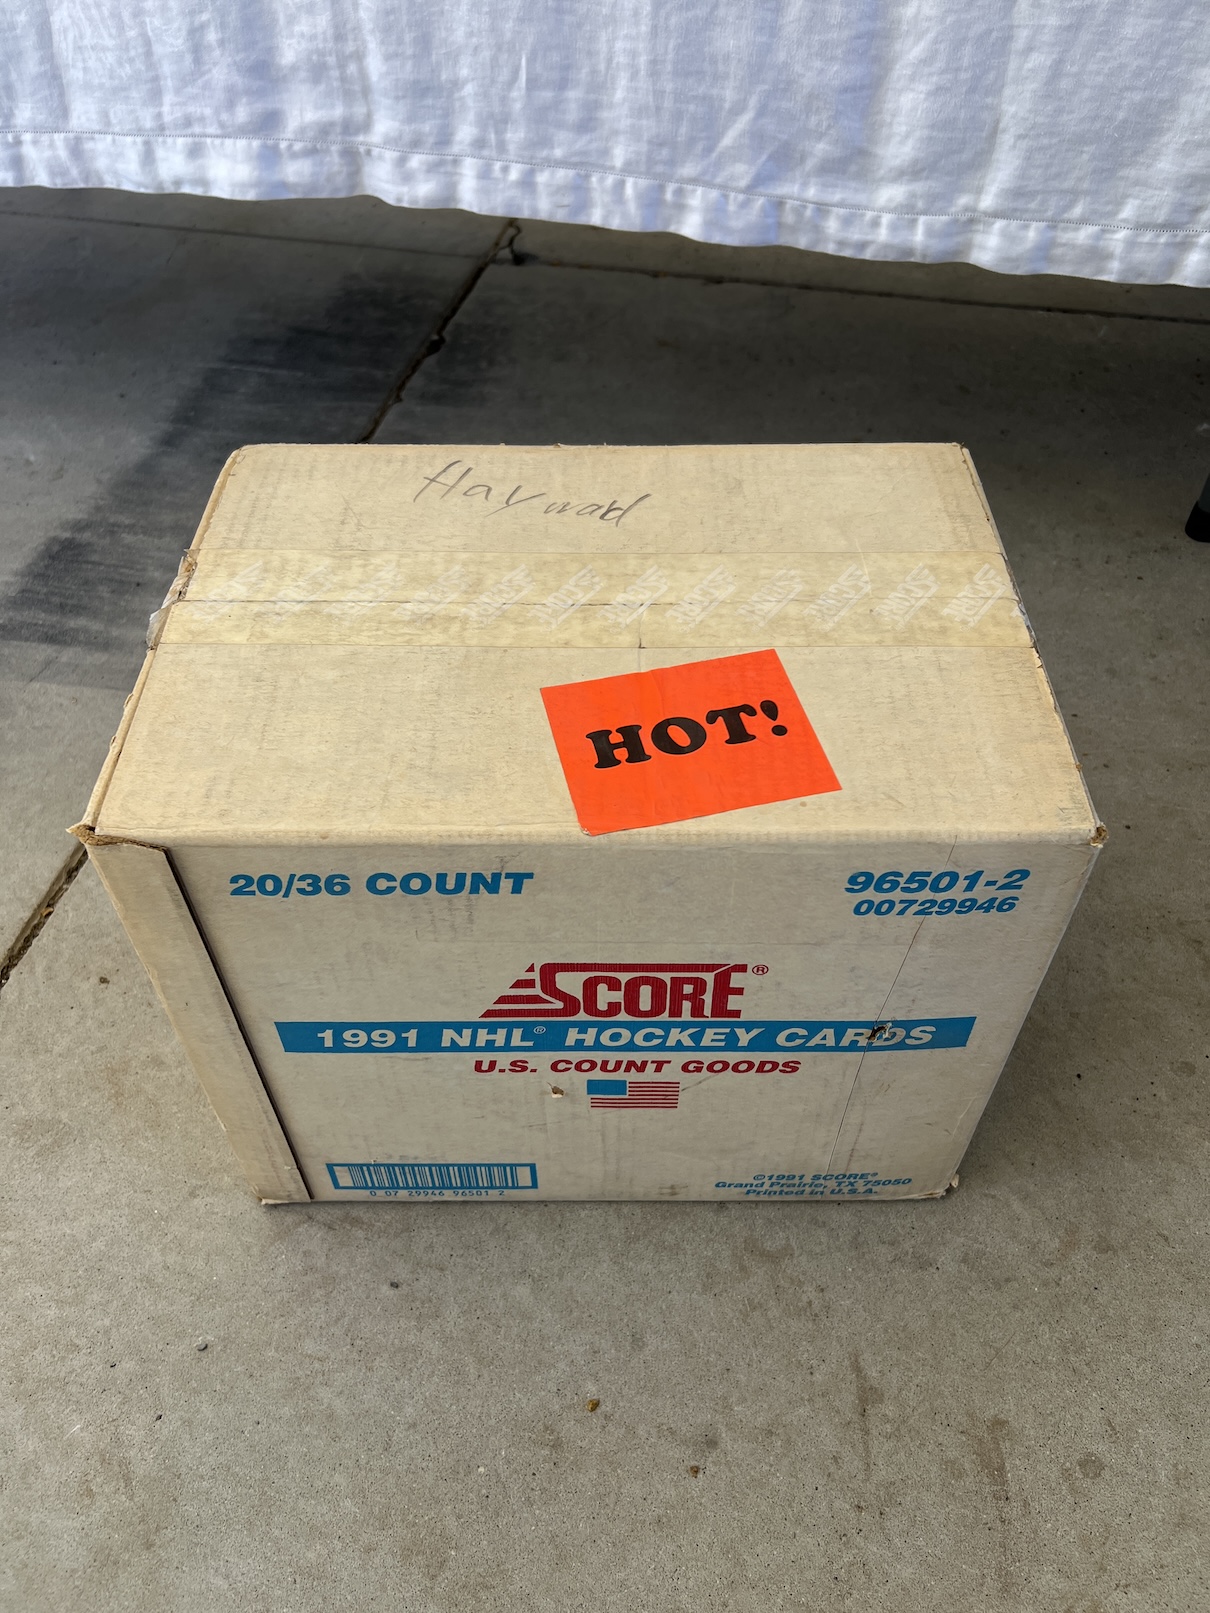 Hayward
HOT!
20/36 COUNT
96501-2
00729946
SCORE®
1991 NHL® HOCKEY CARDS
U.S. COUNT GOODS
0 07 29946 96501 2
©1991 SCORE®
Grand Prairie, TX 75050
Printed in U.S.A.